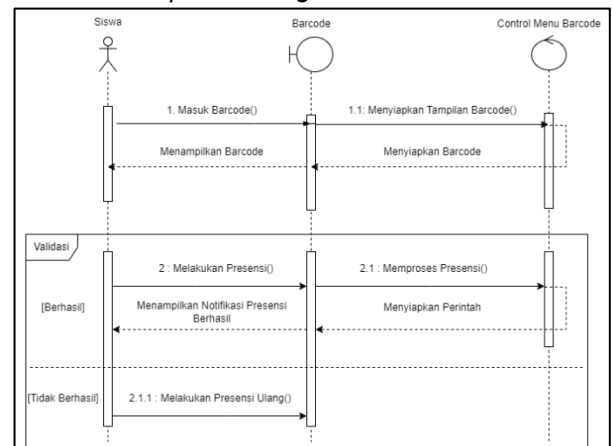 Siswa
Barcode
Control Menu Barcode
1. Masuk Barcode()
1.1: Menyiapkan Tampilan Barcode()
Menampilkan Barcode
Menyiapkan Barcode
Validasi
2 : Melakukan Presensi()
2.1 : Memproses Presensi()
[Berhasil]
Menampilkan Notifikasi Presensi
Berhasil
Menyiapkan Perintah
[Tidak Berhasil]
2.1.1 : Melakukan Presensi Ulang()